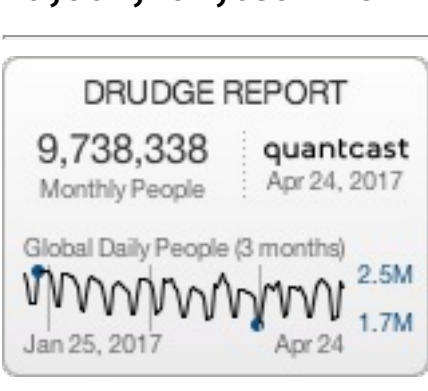 DRUDGE REPORT
9,738,338
Monthly People
quantcast
Apr 24, 2017
Global Daily People (3 months)
2.5M
1.7M
Jan 25, 2017
Apr 24